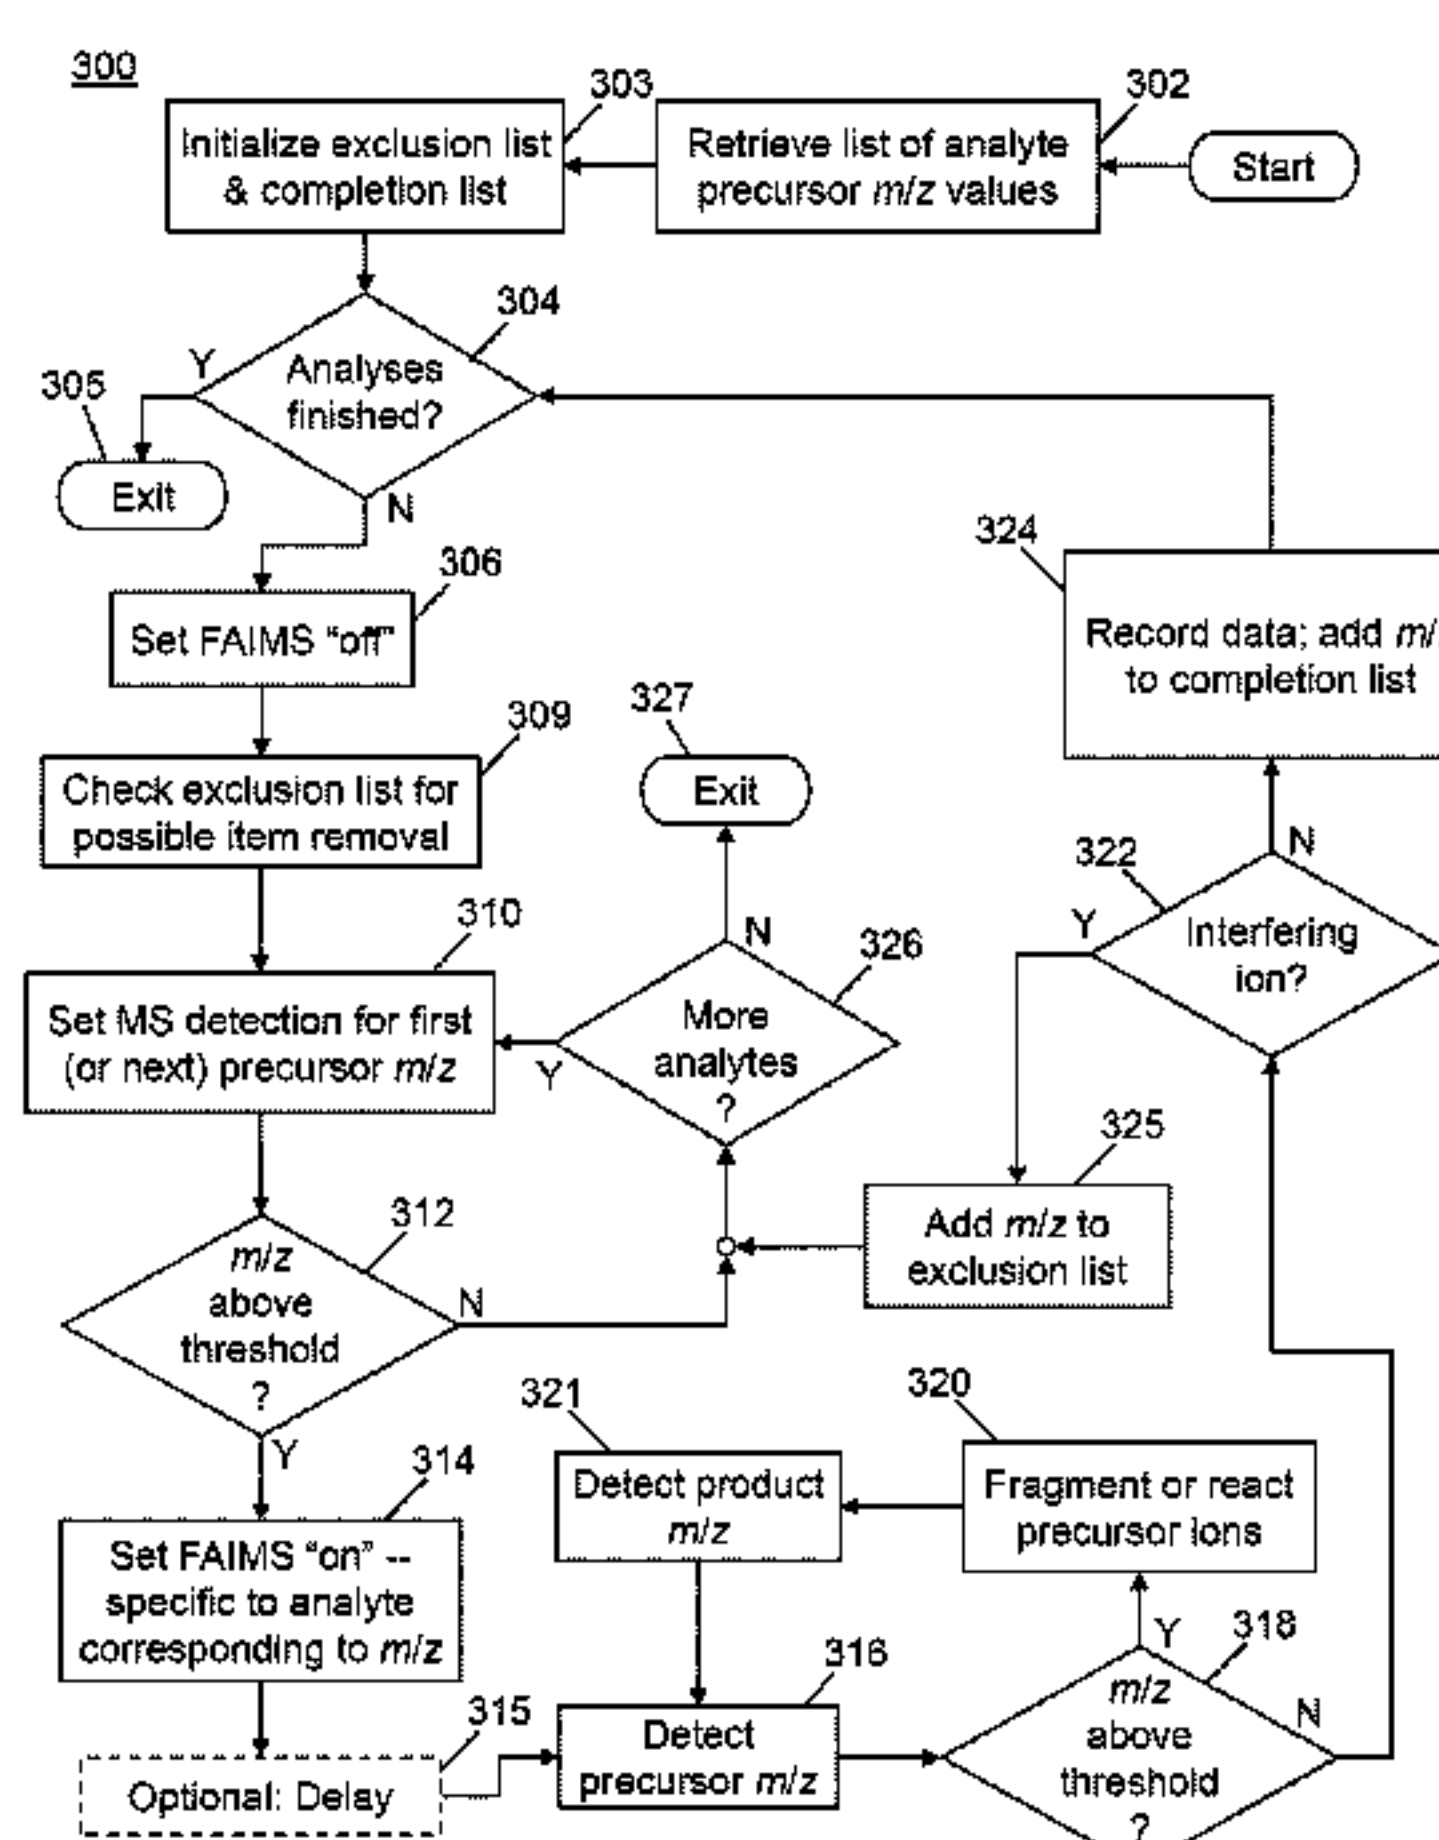 300
303
302
Initialize exclusion list
& completion list
Retrieve list of analyte
precursor m/z values
Start
304
Analyses
finished?
Y
N
305
Exit
306
Set FAIMS “off”
309
Check exclusion list for
possible item removal
310
Set MS detection for first
(or next) precursor m/z
312
m/z
above
threshold
?
N
Y
314
Set FAIMS “on” --
specific to analyte
corresponding to m/z
315
Optional: Delay
316
Detect
precursor m/z
318
m/z
above
threshold
?
Y
N
320
Fragment or react
precursor ions
321
Detect product
m/z
322
Interfering
ion?
Y
N
324
Record data; add m/
to completion list
325
Add m/z to
exclusion list
326
More
analytes
?
Y
N
327
Exit